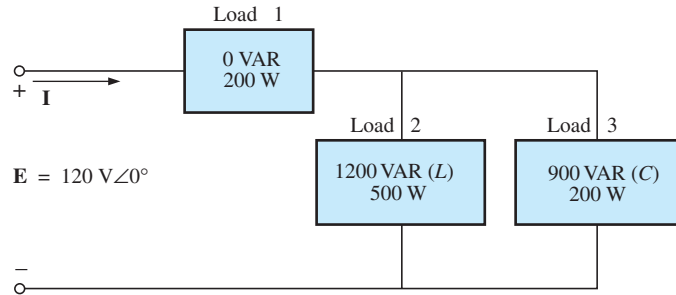 Load 1
0 VAR
200 W
+
I
Load 2
Load 3
1200 VAR (L)
500 W
900 VAR (C)
200 W
E = 120 V∠0°
−